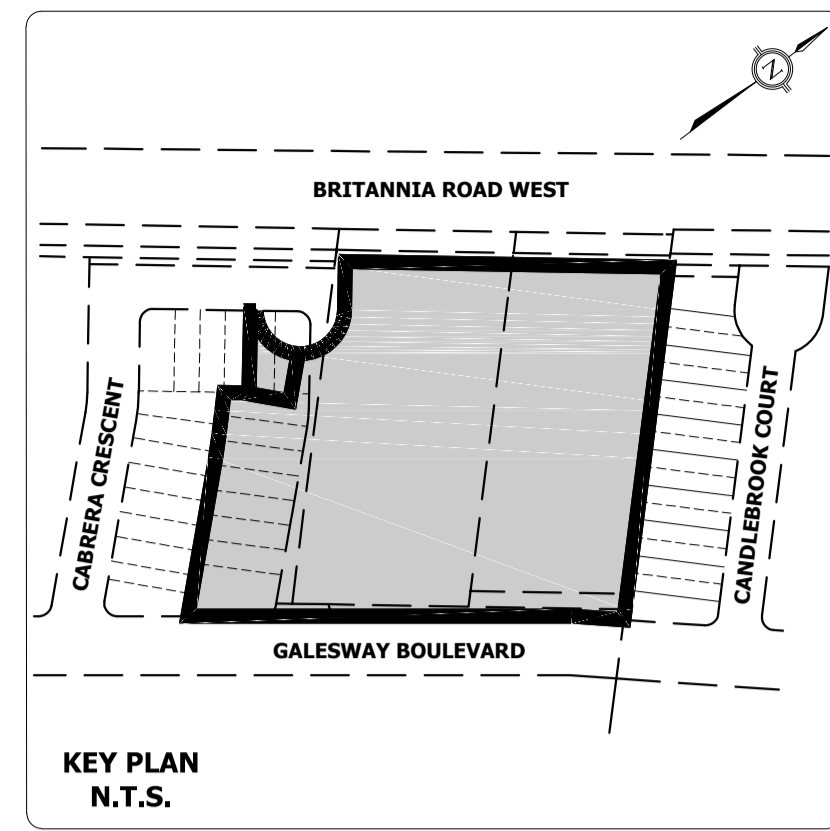 N
BRITANNIA ROAD WEST
CABRERA CRESCENT
CANDLEBROOK COURT
GALESWAY BOULEVARD
KEY PLAN
N.T.S.